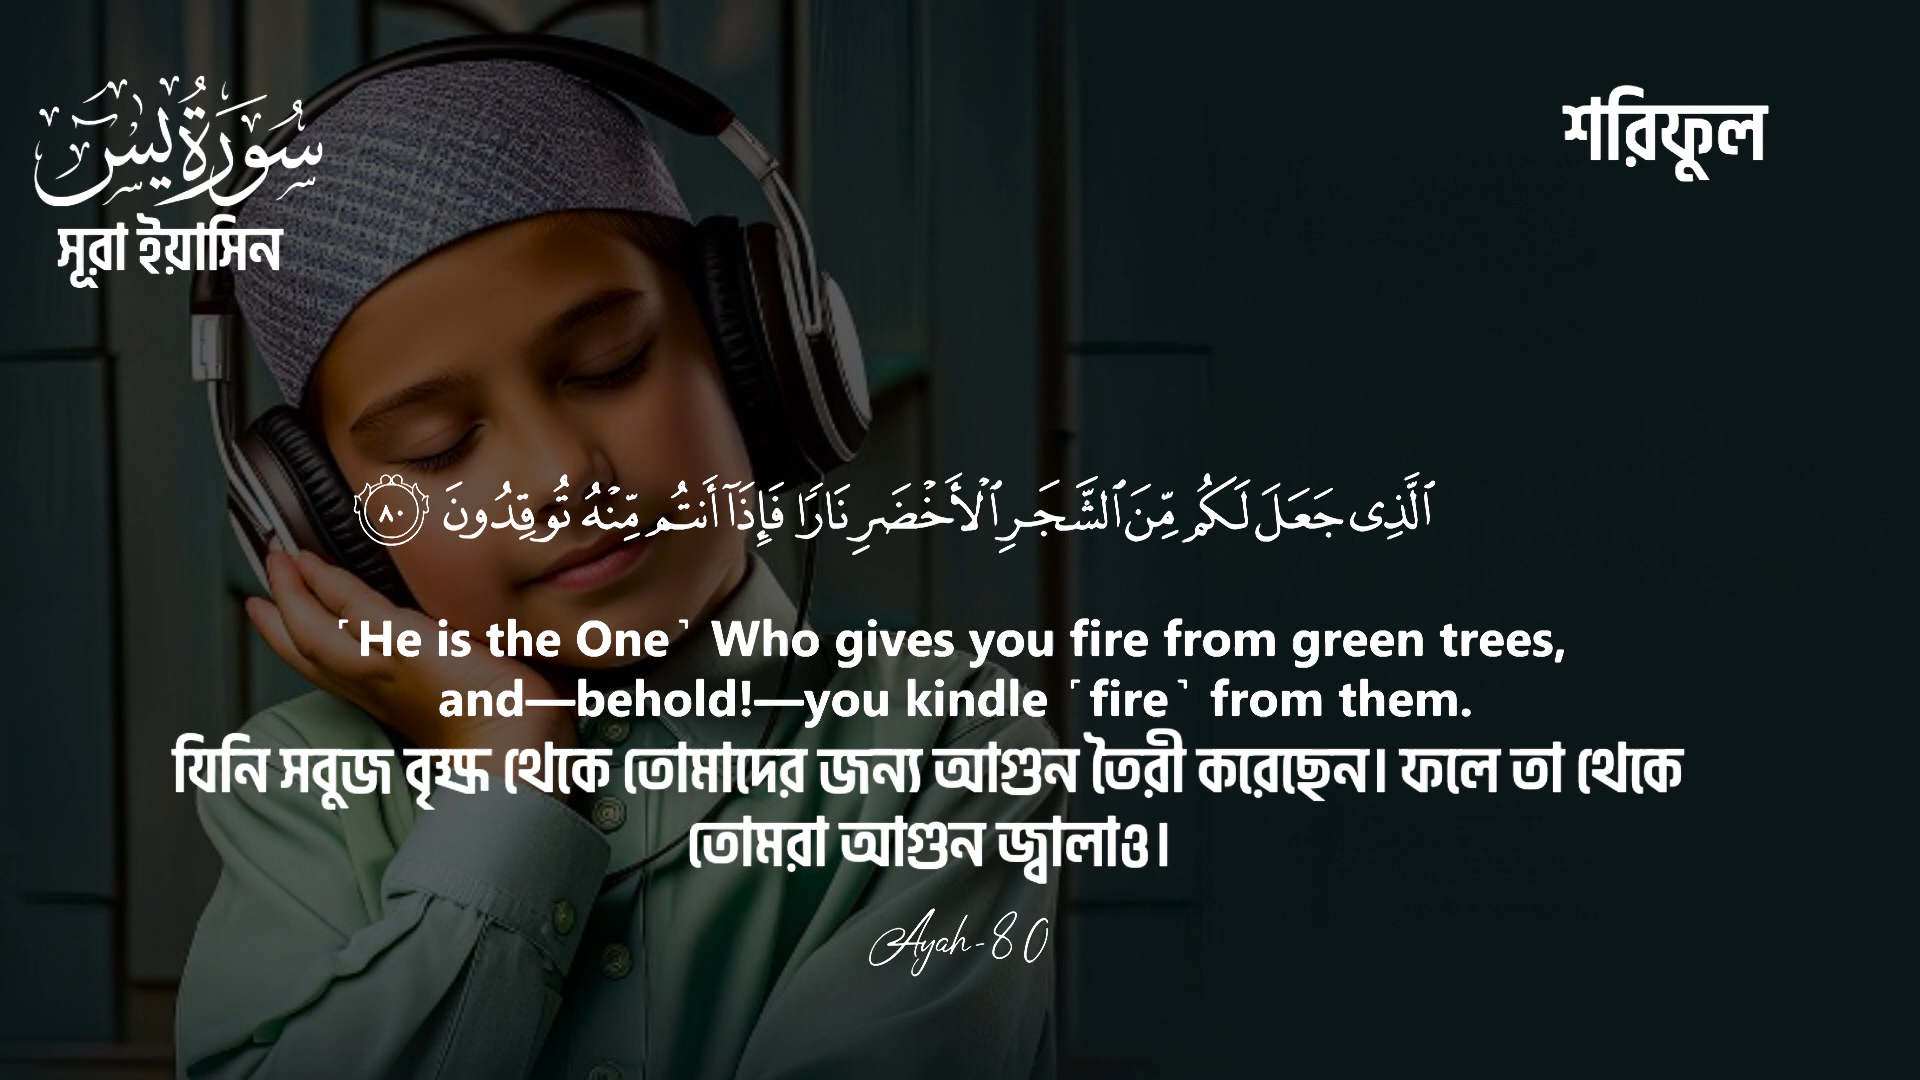 سُورَةُ يسٓ
সূরা ইয়াসিন
শরিফুল
ٱلَّذِى جَعَلَ لَكُم مِّنَ ٱلشَّجَرِ ٱلْأَخْضَرِ نَارًا فَإِذَآ أَنتُم مِّنْهُ تُوقِدُونَ ٨٠
˹He is the One˺ Who gives you fire from green trees,
and—behold!—you kindle ˹fire˺ from them.
যিনি সবুজ বৃক্ষ থেকে তোমাদের জন্য আগুন তৈরী করেছেন। ফলে তা থেকে
তোমরা আগুন জ্বালাও।
Ayah-80